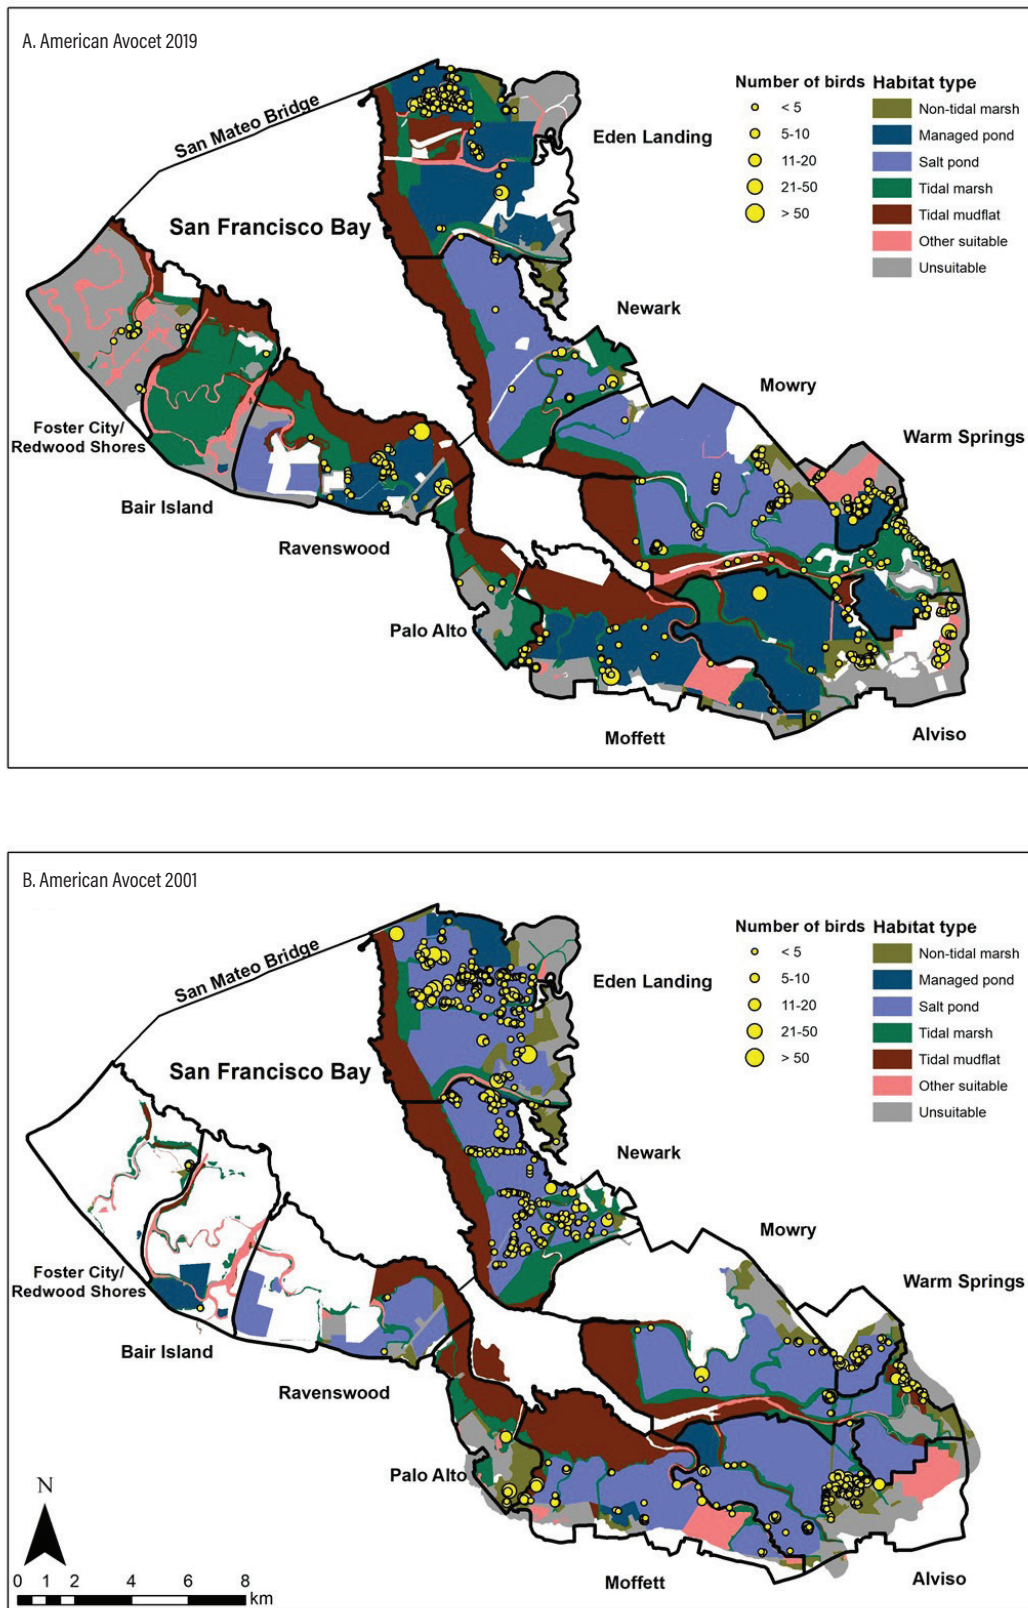 A. American Avocet 2019
San Mateo Bridge
San Francisco Bay
Eden Landing
Newark
Mowry
Warm Springs
Foster City/
Redwood Shores
Bair Island
Ravenswood
Palo Alto
Moffett
Alviso
Number of birds
< 5
5-10
11-20
21-50
> 50
Habitat type
Non-tidal marsh
Managed pond
Salt pond
Tidal marsh
Tidal mudflat
Other suitable
Unsuitable
B. American Avocet 2001
San Mateo Bridge
San Francisco Bay
Eden Landing
Newark
Mowry
Warm Springs
Foster City/
Redwood Shores
Bair Island
Ravenswood
Palo Alto
Moffett
Alviso
Number of birds
< 5
5-10
11-20
21-50
> 50
Habitat type
Non-tidal marsh
Managed pond
Salt pond
Tidal marsh
Tidal mudflat
Other suitable
Unsuitable
N
0 1 2 4 6 8
km